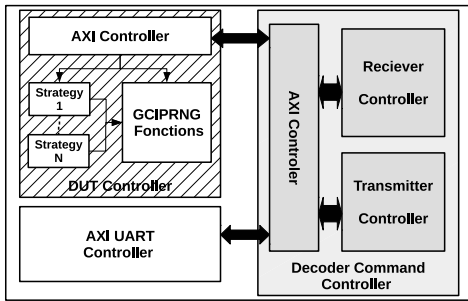 AXI Controller
Strategy
1
Strategy
N
GCIPRNG
Fonctions
DUT Controller
AXI UART
Controller
AXI Controler
Reciever
Controller
Transmitter
Controller
Decoder Command
Controller